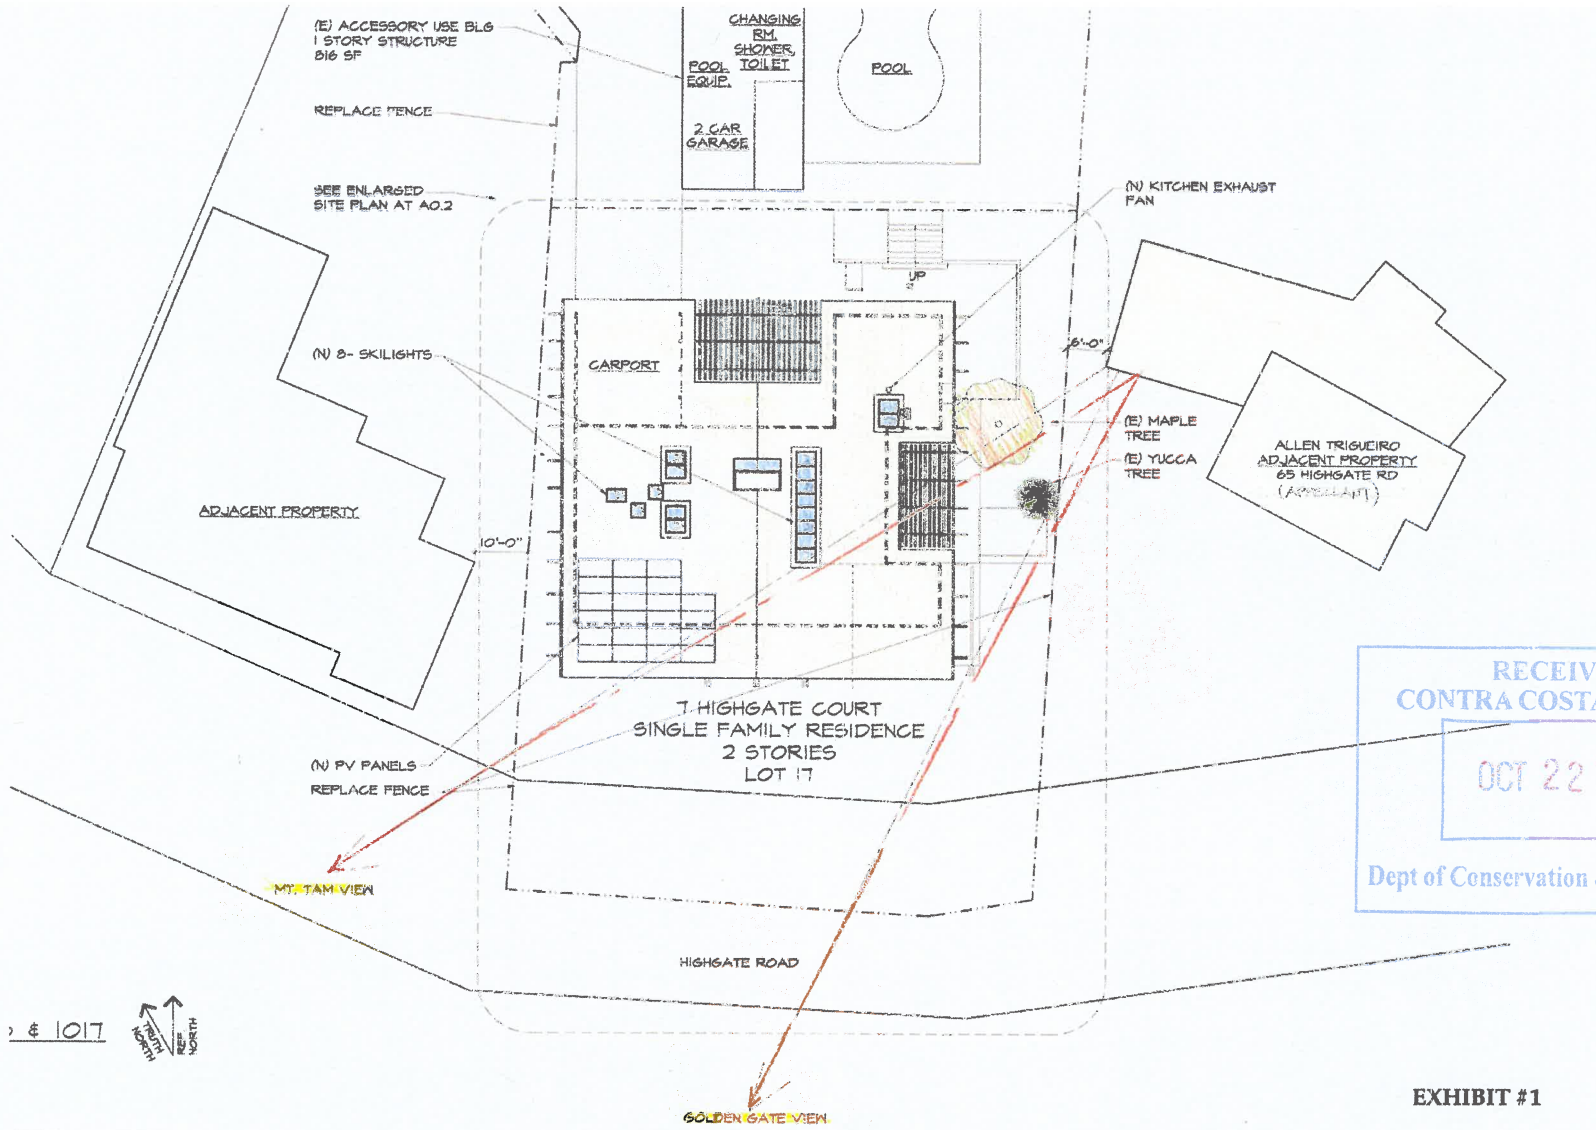 (E) ACCESSORY USE BLG
1 STORY STRUCTURE
816 SF
REPLACE FENCE
SEE ENLARGED
SITE PLAN AT A0.2
CHANGING
RM,
SHOWER,
TOILET
POOL
EQUIP.
2 CAR
GARAGE
POOL
(N) KITCHEN EXHAUST
FAN
UP
6'-0"
(N) 8- SKILIGHTS
CARPORT
(E) MAPLE
TREE
(E) YUCCA
TREE
ALLEN TRIGUEIRO
ADJACENT PROPERTY
65 HIGHGATE RD
(APPELLANT)
ADJACENT PROPERTY
10'-0"
7 HIGHGATE COURT
SINGLE FAMILY RESIDENCE
2 STORIES
LOT 17
(N) PV PANELS
REPLACE FENCE
RECEIV
CONTRA COSTA
OCT 22
Dept of Conservation &
MT. TAM VIEW
HIGHGATE ROAD
& 1017
TRUTH
NORTH
REF
NORTH
GOLDEN GATE VIEW
EXHIBIT #1